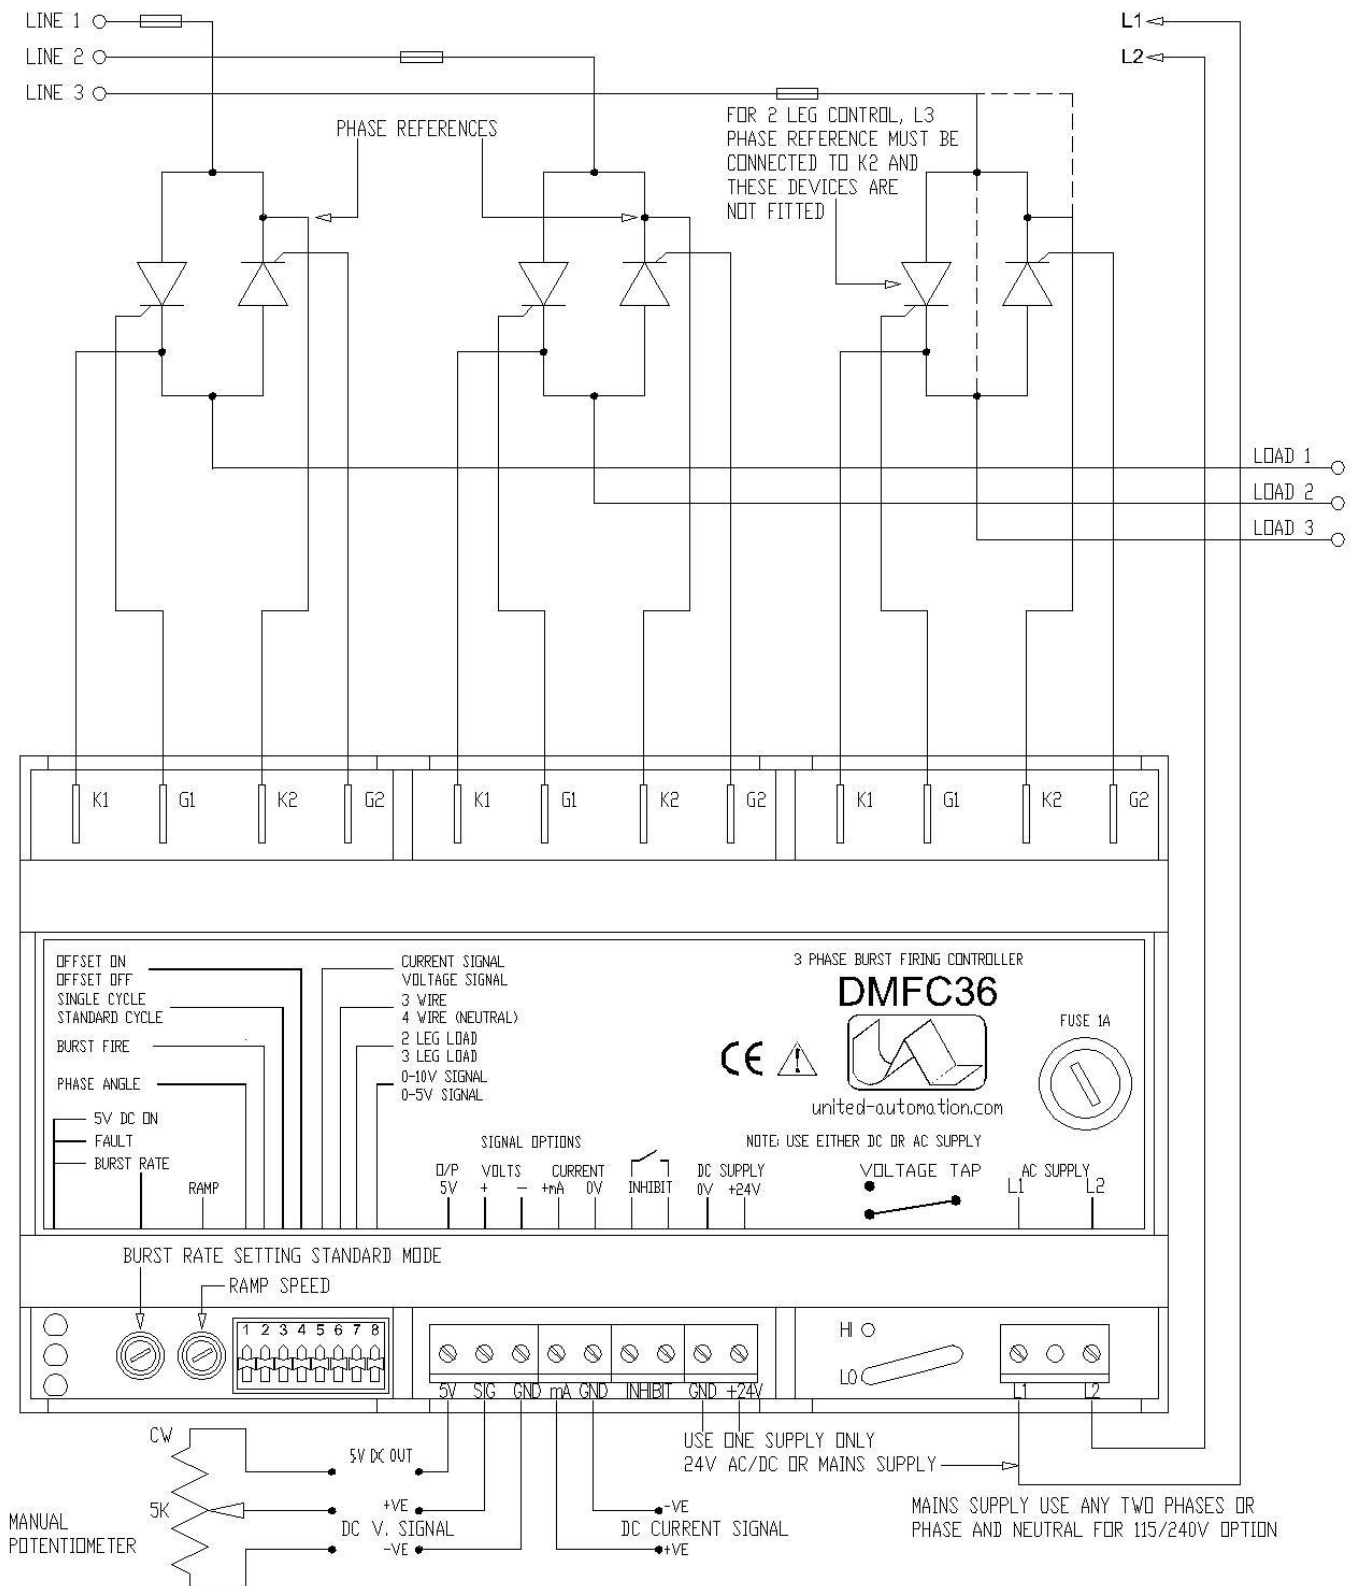 LINE 1
L1
LINE 2
L2
LINE 3
PHASE REFERENCES
FOR 2 LEG CONTROL, L3
PHASE REFERENCE MUST BE
CONNECTED TO K2 AND
THESE DEVICES ARE
NOT FITTED
LOAD 1
LOAD 2
LOAD 3
K1 G1 K2 G2 K1 G1 K2 G2 K1 G1 K2 G2
OFFSET ON
OFFSET OFF
SINGLE CYCLE
STANDARD CYCLE
BURST FIRE
PHASE ANGLE
5V DC ON
FAULT
BURST RATE
RAMP
CURRENT SIGNAL
VOLTAGE SIGNAL
3 WIRE
4 WIRE (NEUTRAL)
2 LEG LOAD
3 LEG LOAD
0-10V SIGNAL
0-5V SIGNAL
3 PHASE BURST FIRING CONTROLLER
DMFC36
CE
united-automation.com
FUSE 1A
SIGNAL OPTIONS
NOTE: USE EITHER DC OR AC SUPPLY
O/P VOLTS CURRENT DC SUPPLY VOLTAGE TAP AC SUPPLY
5V + - +mA 0V INHIBIT 0V +24V L1 L2
BURST RATE SETTING STANDARD MODE
RAMP SPEED
1 2 3 4 5 6 7 8
HI
LO
5V SIG GND mA GND INHIBIT GND +24V
L1 L2
CW
5K
MANUAL
POTENTIOMETER
5V DC OUT
+VE
DC V. SIGNAL
-VE
-VE
DC CURRENT SIGNAL
+VE
USE ONE SUPPLY ONLY
24V AC/DC OR MAINS SUPPLY
MAINS SUPPLY USE ANY TWO PHASES OR
PHASE AND NEUTRAL FOR 115/240V OPTION